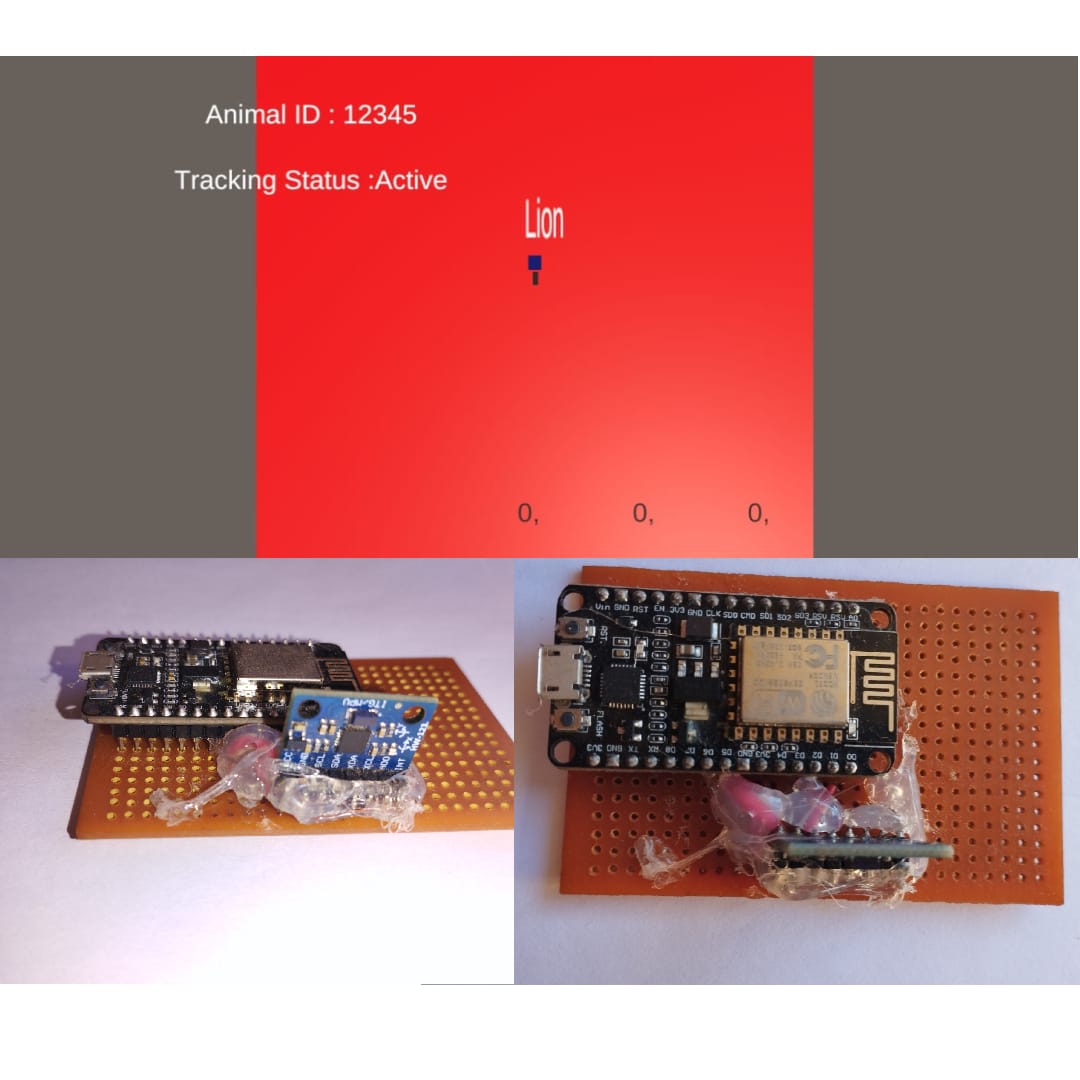 Animal ID : 12345
Tracking Status :Active
Lion
0, 0, 0,
ITG/MPU
VCC
GND
SCL
SDA
XDA
XCL
ADO
INT
Vin GND RST EN 3V3 GND CLK SD0 CMD SD1 SD2 SD3 RSV RSV A0
RST
FLASH
FC
3V3 GND TX RX D8 D7 D6 D5 GND 3V3 D4 D3 D2 D1 D0